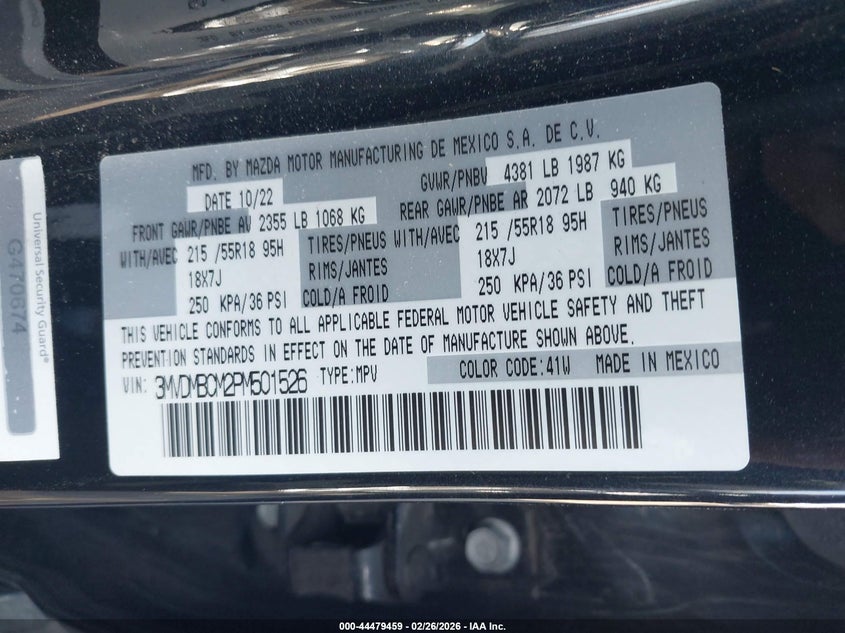 MFD. BY MAZDA MOTOR MANUFACTURING DE MEXICO S.A. DE C.V.
DATE 10/22 GVWR/PNBV 4381 LB 1987 KG
FRONT GAWR/PNBE AV 2355 LB 1068 KG REAR GAWR/PNBE AR 2072 LB 940 KG
WITH/AVEC 215 /55R18 95H TIRES/PNEUS WITH/AVEC 215 /55R18 95H TIRES/PNEUS
18X7J RIMS/JANTES 18X7J RIMS/JANTES
250 KPA/36 PSI COLD/A FROID 250 KPA/36 PSI COLD/A FROID
THIS VEHICLE CONFORMS TO ALL APPLICABLE FEDERAL MOTOR VEHICLE SAFETY AND THEFT
PREVENTION STANDARDS IN EFFECT ON THE DATE OF MANUFACTURE SHOWN ABOVE.
VIN: 3MVDMBCM2PM501526 TYPE:MPV COLOR CODE:41W MADE IN MEXICO
Universal Security Guard®
G470674
000-44479459 - 02/26/2026 - IAA Inc.